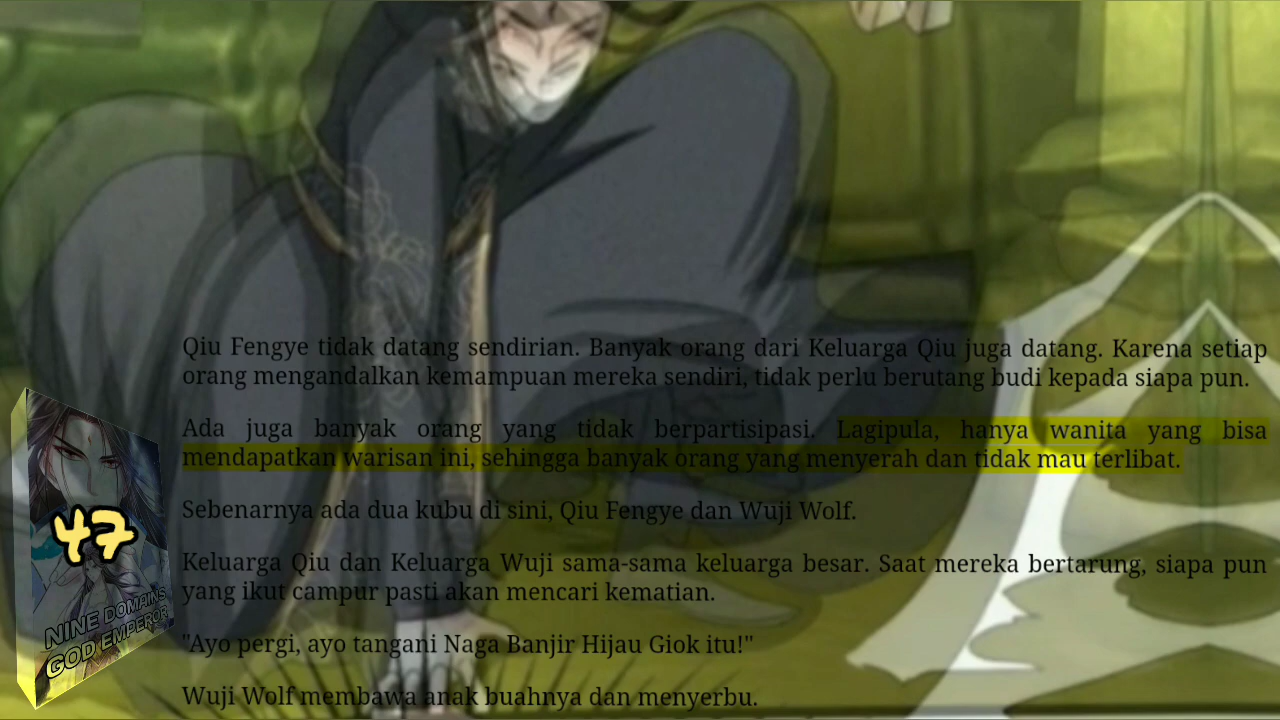 Qiu Fengye tidak datang sendirian. Banyak orang dari Keluarga Qiu juga datang. Karena setiap
orang mengandalkan kemampuan mereka sendiri, tidak perlu berutang budi kepada siapa pun.
Ada juga banyak orang yang tidak berpartisipasi. Lagipula, hanya wanita yang bisa
mendapatkan warisan ini, sehingga banyak orang yang menyerah dan tidak mau terlibat.
Sebenarnya ada dua kubu di sini, Qiu Fengye dan Wuji Wolf.
Keluarga Qiu dan Keluarga Wuji sama-sama keluarga besar. Saat mereka bertarung, siapa pun
yang ikut campur pasti akan mencari kematian.
"Ayo pergi, ayo tangani Naga Banjir Hijau Giok itu!"
Wuji Wolf membawa anak buahnya dan menyerbu.
47
NINE DOMAINS
GOD EMPEROR